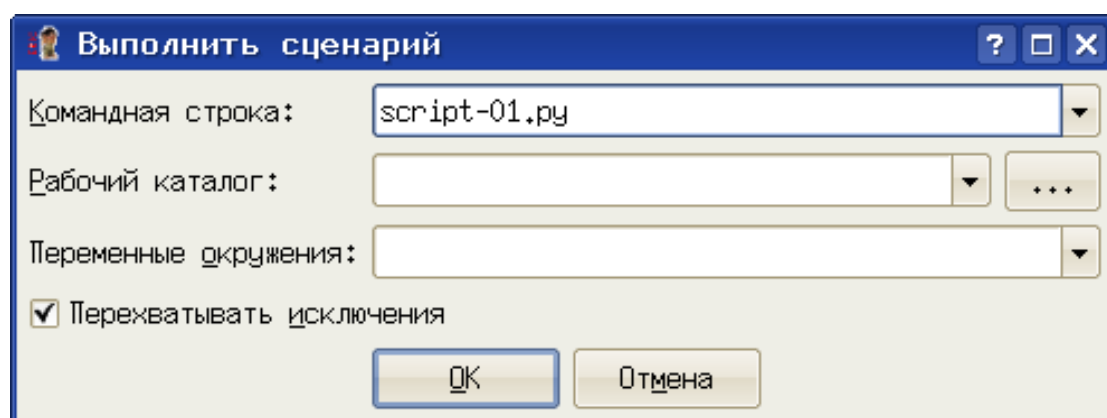 Выполнить сценарий
Командная строка: script-01.py
Рабочий каталог: ...
Переменные окружения:
Перехватывать исключения
OK Отмена